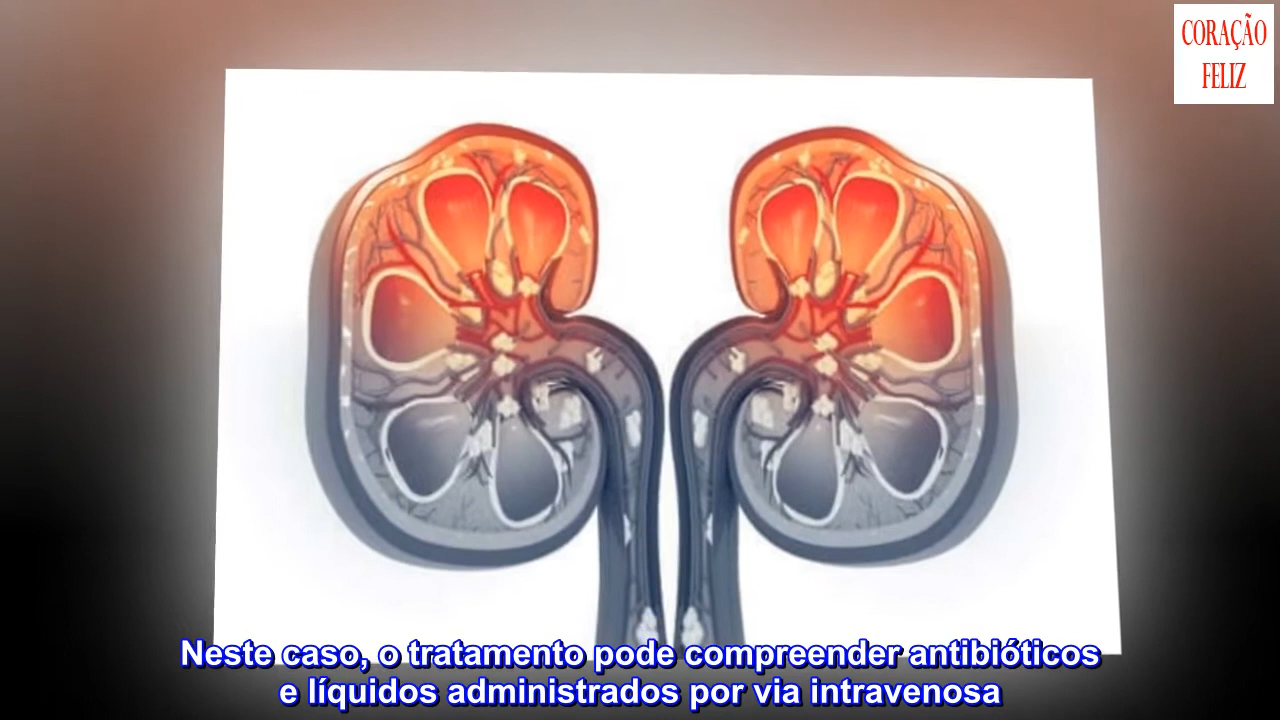 CORAÇÃO
FELIZ
Neste caso, o tratamento pode compreender antibióticos
e líquidos administrados por via intravenosa